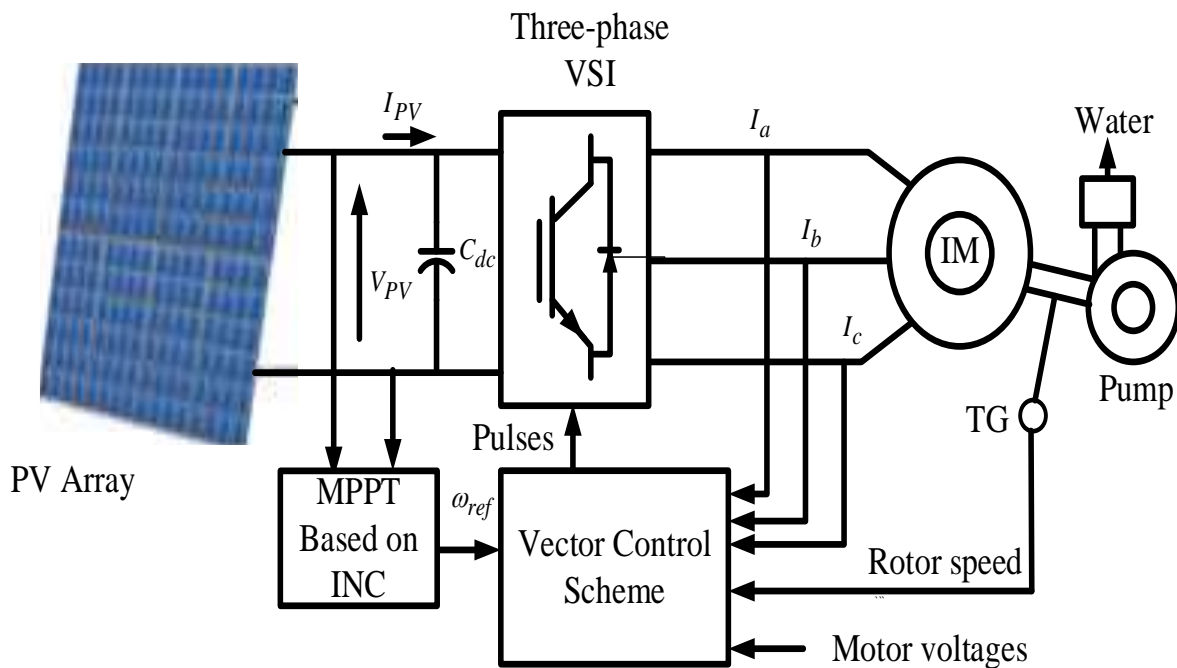 Three-phase
VSI
I_PV
I_a
Water
I_b
IM
C_dc
V_PV
I_c
Pump
TG
Pulses
PV Array
MPPT
Based on
INC
ω_ref
Vector Control
Scheme
Rotor speed
Motor voltages